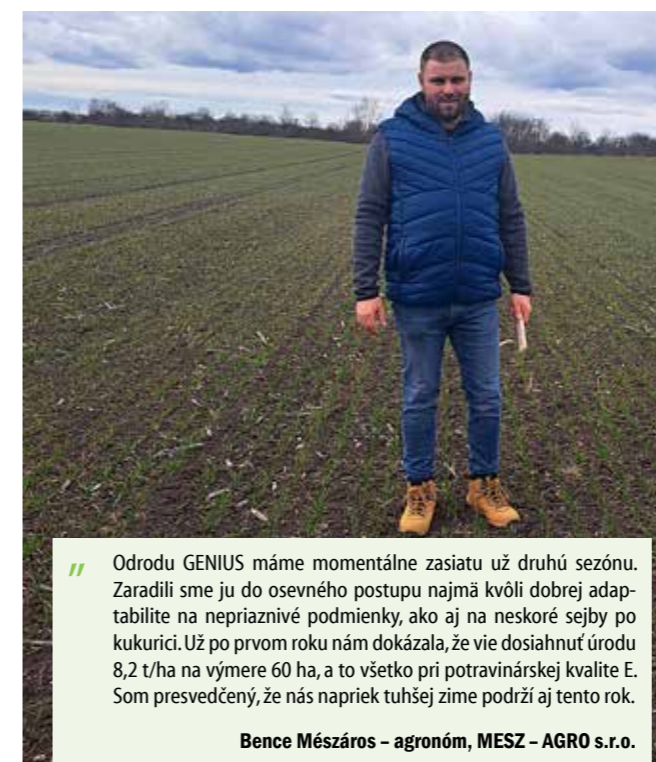 "
Odrodu GENIUS máme momentálne zasiatu už druhú sezónu.
Zaradili sme ju do osevného postupu najmä kvôli dobrej adap-
tabilite na nepriaznivé podmienky, ako aj na neskoré sejby po
kukurici. Už po prvom roku nám dokázala, že vie dosiahnuť úrodu
8,2 t/ha na výmere 60 ha, a to všetko pri potravinárskej kvalite E.
Som presvedčený, že nás napriek tuhšej zime podrží aj tento rok.
Bence Mészáros – agronóm, MESZ – AGRO s.r.o.